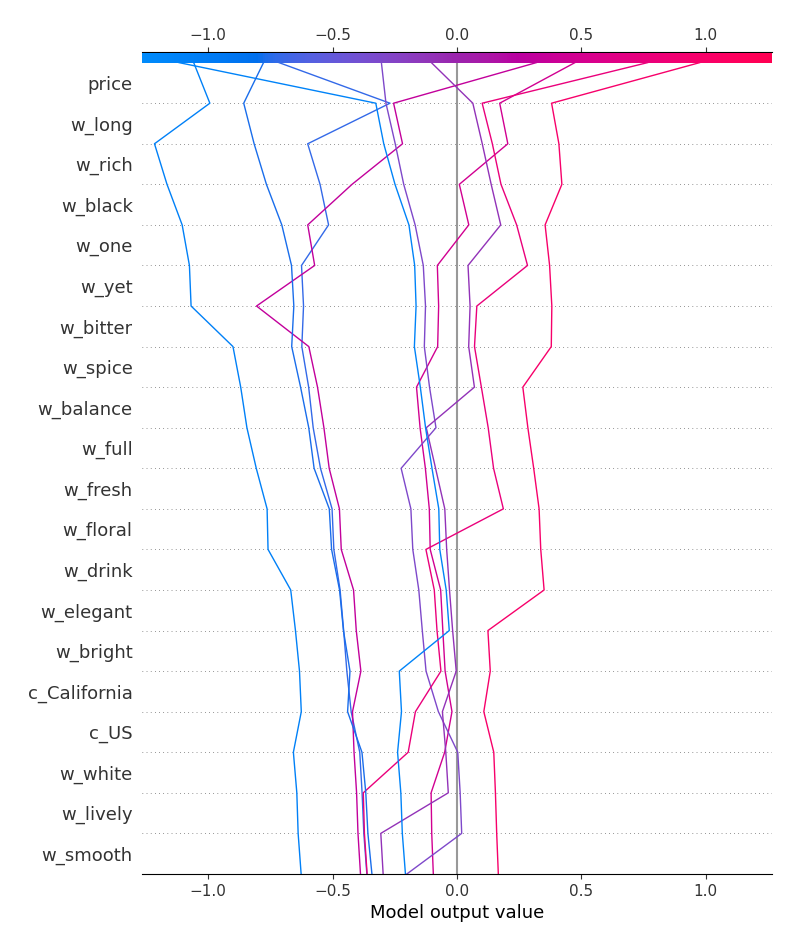 −1.0 −0.5 0.0 0.5 1.0
price
w_long
w_rich
w_black
w_one
w_yet
w_bitter
w_spice
w_balance
w_full
w_fresh
w_floral
w_drink
w_elegant
w_bright
c_California
c_US
w_white
w_lively
w_smooth
−1.0 −0.5 0.0 0.5 1.0
Model output value